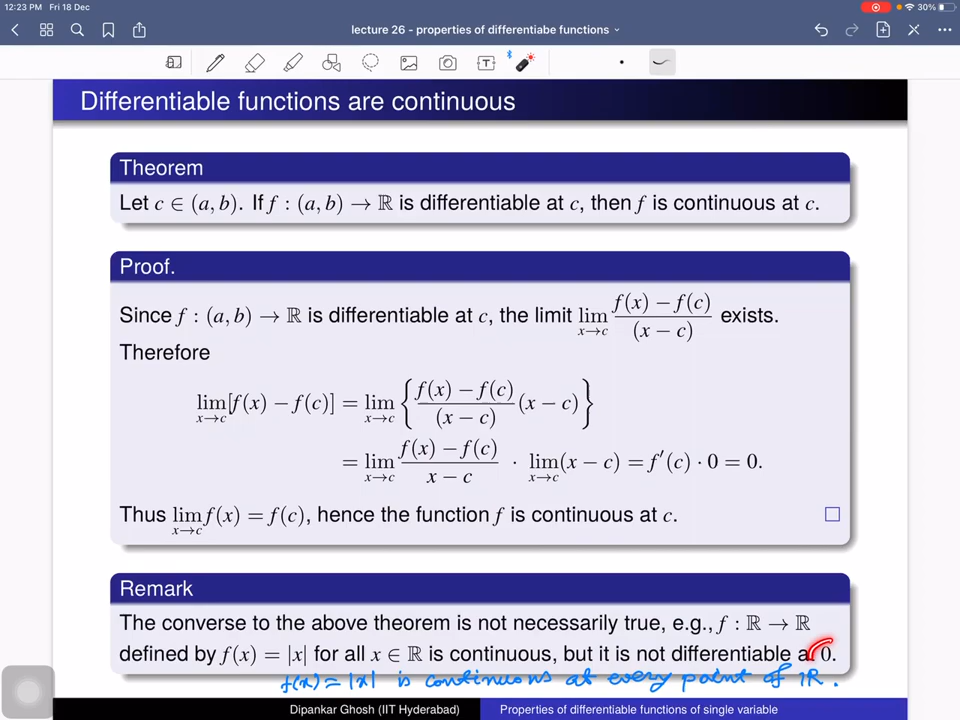 12:23 PM Fri 18 Dec
30%
lecture 26 - properties of differentiabe functions
T
Differentiable functions are continuous
Theorem
Let c ∈ (a, b). If f : (a, b) → ℝ is differentiable at c, then f is continuous at c.
Proof.
Since f : (a, b) → ℝ is differentiable at c, the limit lim_{x→c} (f(x) − f(c))/(x − c) exists.
Therefore
lim_{x→c} [f(x) − f(c)] = lim_{x→c} { (f(x) − f(c))/(x − c) (x − c) }
= lim_{x→c} (f(x) − f(c))/(x − c) · lim_{x→c} (x − c) = f′(c) · 0 = 0.
Thus lim_{x→c} f(x) = f(c), hence the function f is continuous at c. □
Remark
The converse to the above theorem is not necessarily true, e.g., f : ℝ → ℝ
defined by f(x) = |x| for all x ∈ ℝ is continuous, but it is not differentiable at 0.
f(x) = |x| is continuous at every point of ℝ.
Dipankar Ghosh (IIT Hyderabad) Properties of differentiable functions of single variable